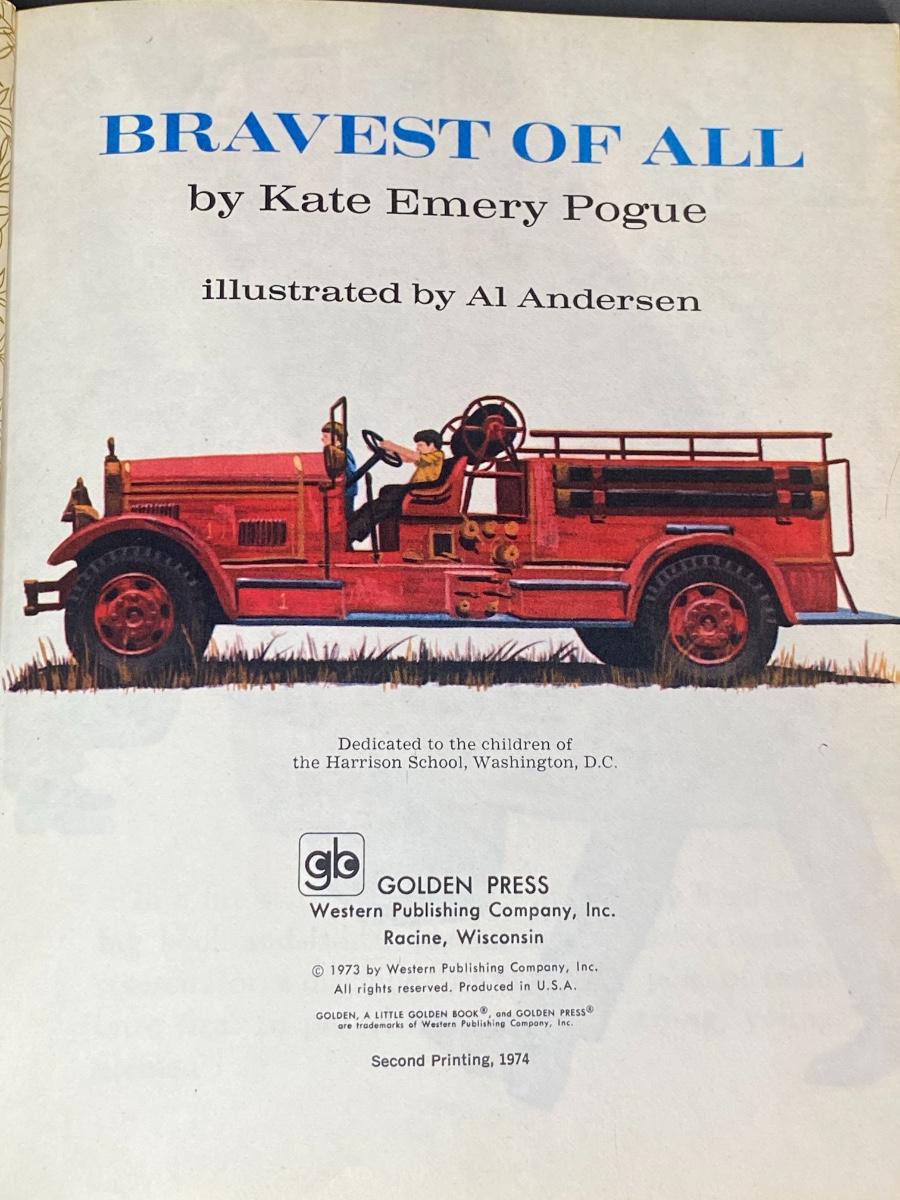 BRAVEST OF ALL
by Kate Emery Pogue
illustrated by Al Andersen
1
Dedicated to the children of
the Harrison School, Washington, D.C.
gb GOLDEN PRESS
Western Publishing Company, Inc.
Racine, Wisconsin
© 1973 by Western Publishing Company, Inc.
All rights reserved. Produced in U.S.A.
GOLDEN, A LITTLE GOLDEN BOOK®, and GOLDEN PRESS®
are trademarks of Western Publishing Company, Inc.
Second Printing, 1974